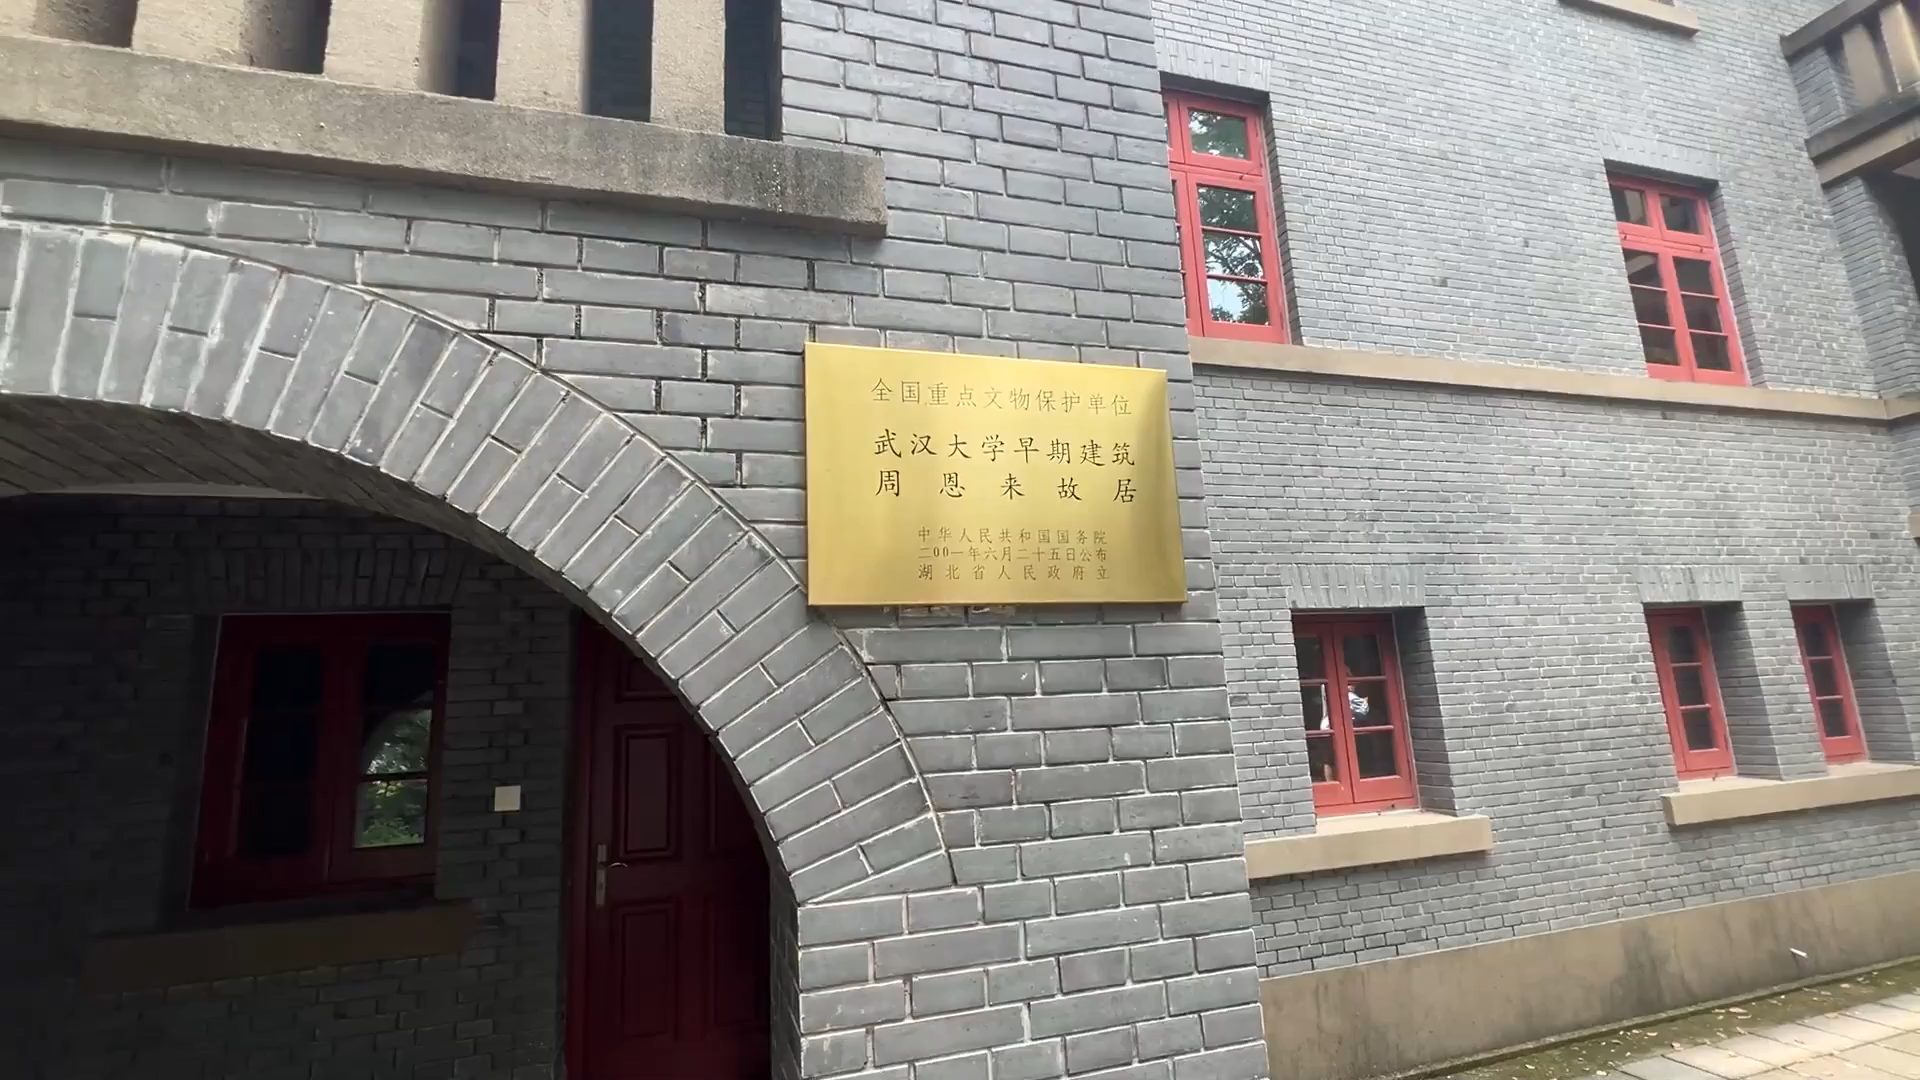 全国重点文物保护单位
武汉大学早期建筑
周恩来故居
中华人民共和国国务院
二00一年六月二十五日公布
湖北省人民政府立